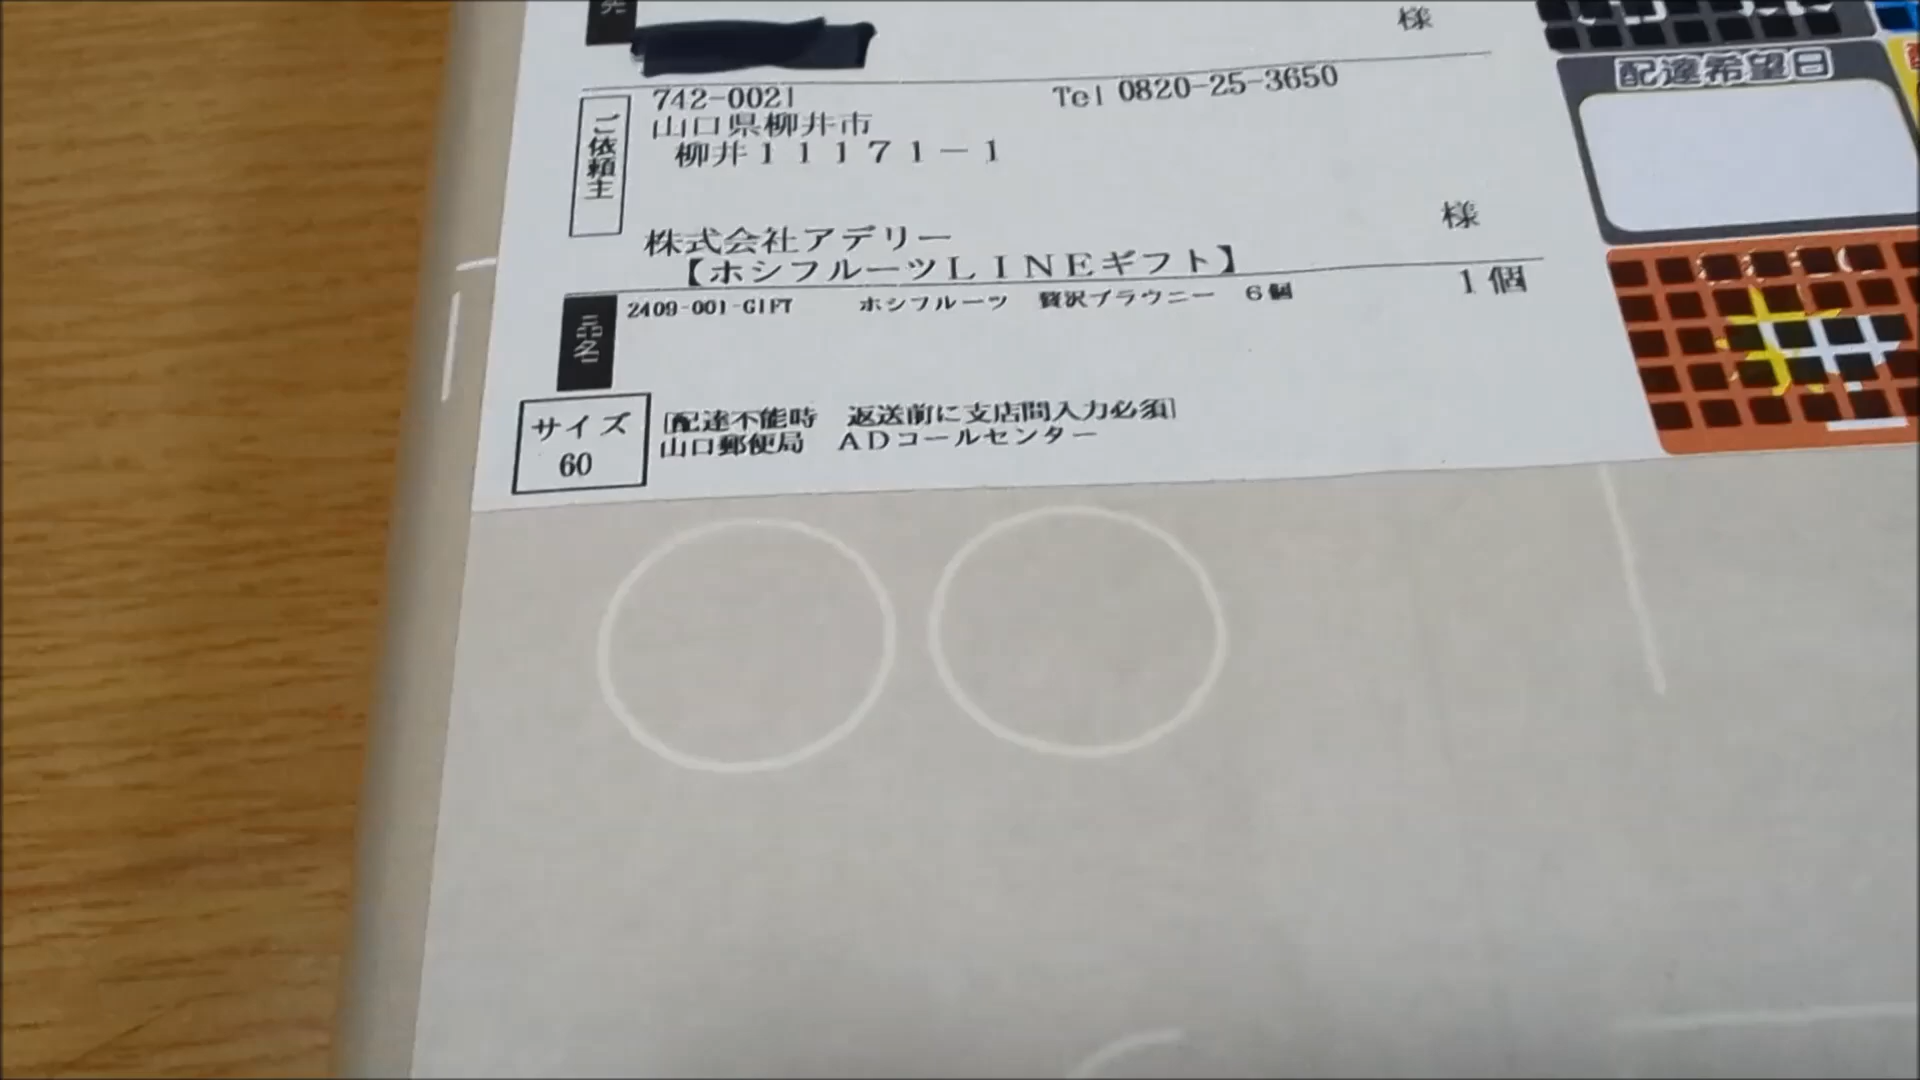 様
742-0021
Tel 0820-25-3650
山口県柳井市
柳井11171-1
ご依頼主
様
株式会社アデリー
【ホシフルーツLINEギフト】
品名
2409-001-GIFT ホシフルーツ 贅沢ブラウニー 6個
1個
サイズ
60
[配達不能時 返送前に支店間入力必須]
山口郵便局 ADコールセンター
配達希望日